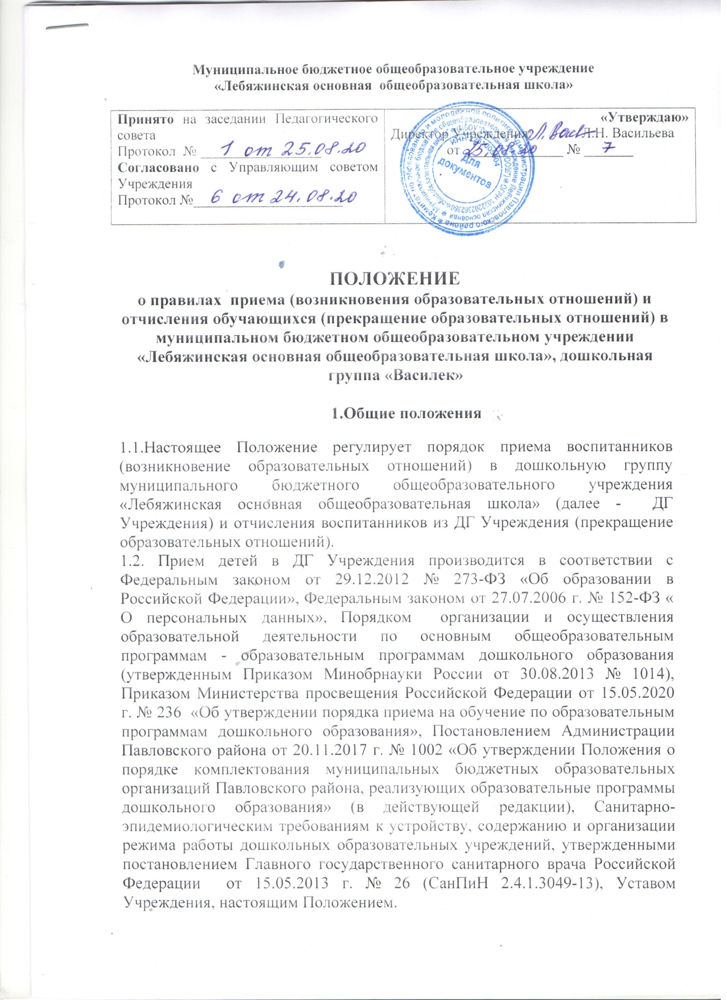 Муниципальное бюджетное общеобразовательное учреждение
«Лебяжинская основная общеобразовательная школа»
Принято на заседании Педагогического
совета
Протокол № 1 от 25.08.20
Согласовано с Управляющим советом
Учреждения
Протокол № 6 от 24.08.20
«Утверждаю»
Директор Учреждения Л.Н. Васильева
от 25.08.20 № 7
Для
документов
ПОЛОЖЕНИЕ
о правилах приема (возникновения образовательных отношений) и
отчисления обучающихся (прекращение образовательных отношений) в
муниципальном бюджетном общеобразовательном учреждении
«Лебяжинская основная общеобразовательная школа», дошкольная
группа «Василек»
1.Общие положения
1.1.Настоящее Положение регулирует порядок приема воспитанников
(возникновение образовательных отношений) в дошкольную группу
муниципального бюджетного общеобразовательного учреждения
«Лебяжинская основная общеобразовательная школа» (далее - ДГ
Учреждения) и отчисления воспитанников из ДГ Учреждения (прекращение
образовательных отношений).
1.2. Прием детей в ДГ Учреждения производится в соответствии с
Федеральным законом от 29.12.2012 № 273-ФЗ «Об образовании в
Российской Федерации», Федеральным законом от 27.07.2006 г. № 152-ФЗ «
О персональных данных», Порядком организации и осуществления
образовательной деятельности по основным общеобразовательным
программам - образовательным программам дошкольного образования
(утвержденным Приказом Минобрнауки России от 30.08.2013 № 1014),
Приказом Министерства просвещения Российской Федерации от 15.05.2020
г. № 236 «Об утверждении порядка приема на обучение по образовательным
программам дошкольного образования», Постановлением Администрации
Павловского района от 20.11.2017 г. № 1002 «Об утверждении Положения о
порядке комплектования муниципальных бюджетных образовательных
организаций Павловского района, реализующих образовательные программы
дошкольного образования» (в действующей редакции), Санитарно-
эпидемиологическим требованиям к устройству, содержанию и организации
режима работы дошкольных образовательных учреждений, утвержденными
постановлением Главного государственного санитарного врача Российской
Федерации от 15.05.2013 г. № 26 (СанПиН 2.4.1.3049-13), Уставом
Учреждения, настоящим Положением.